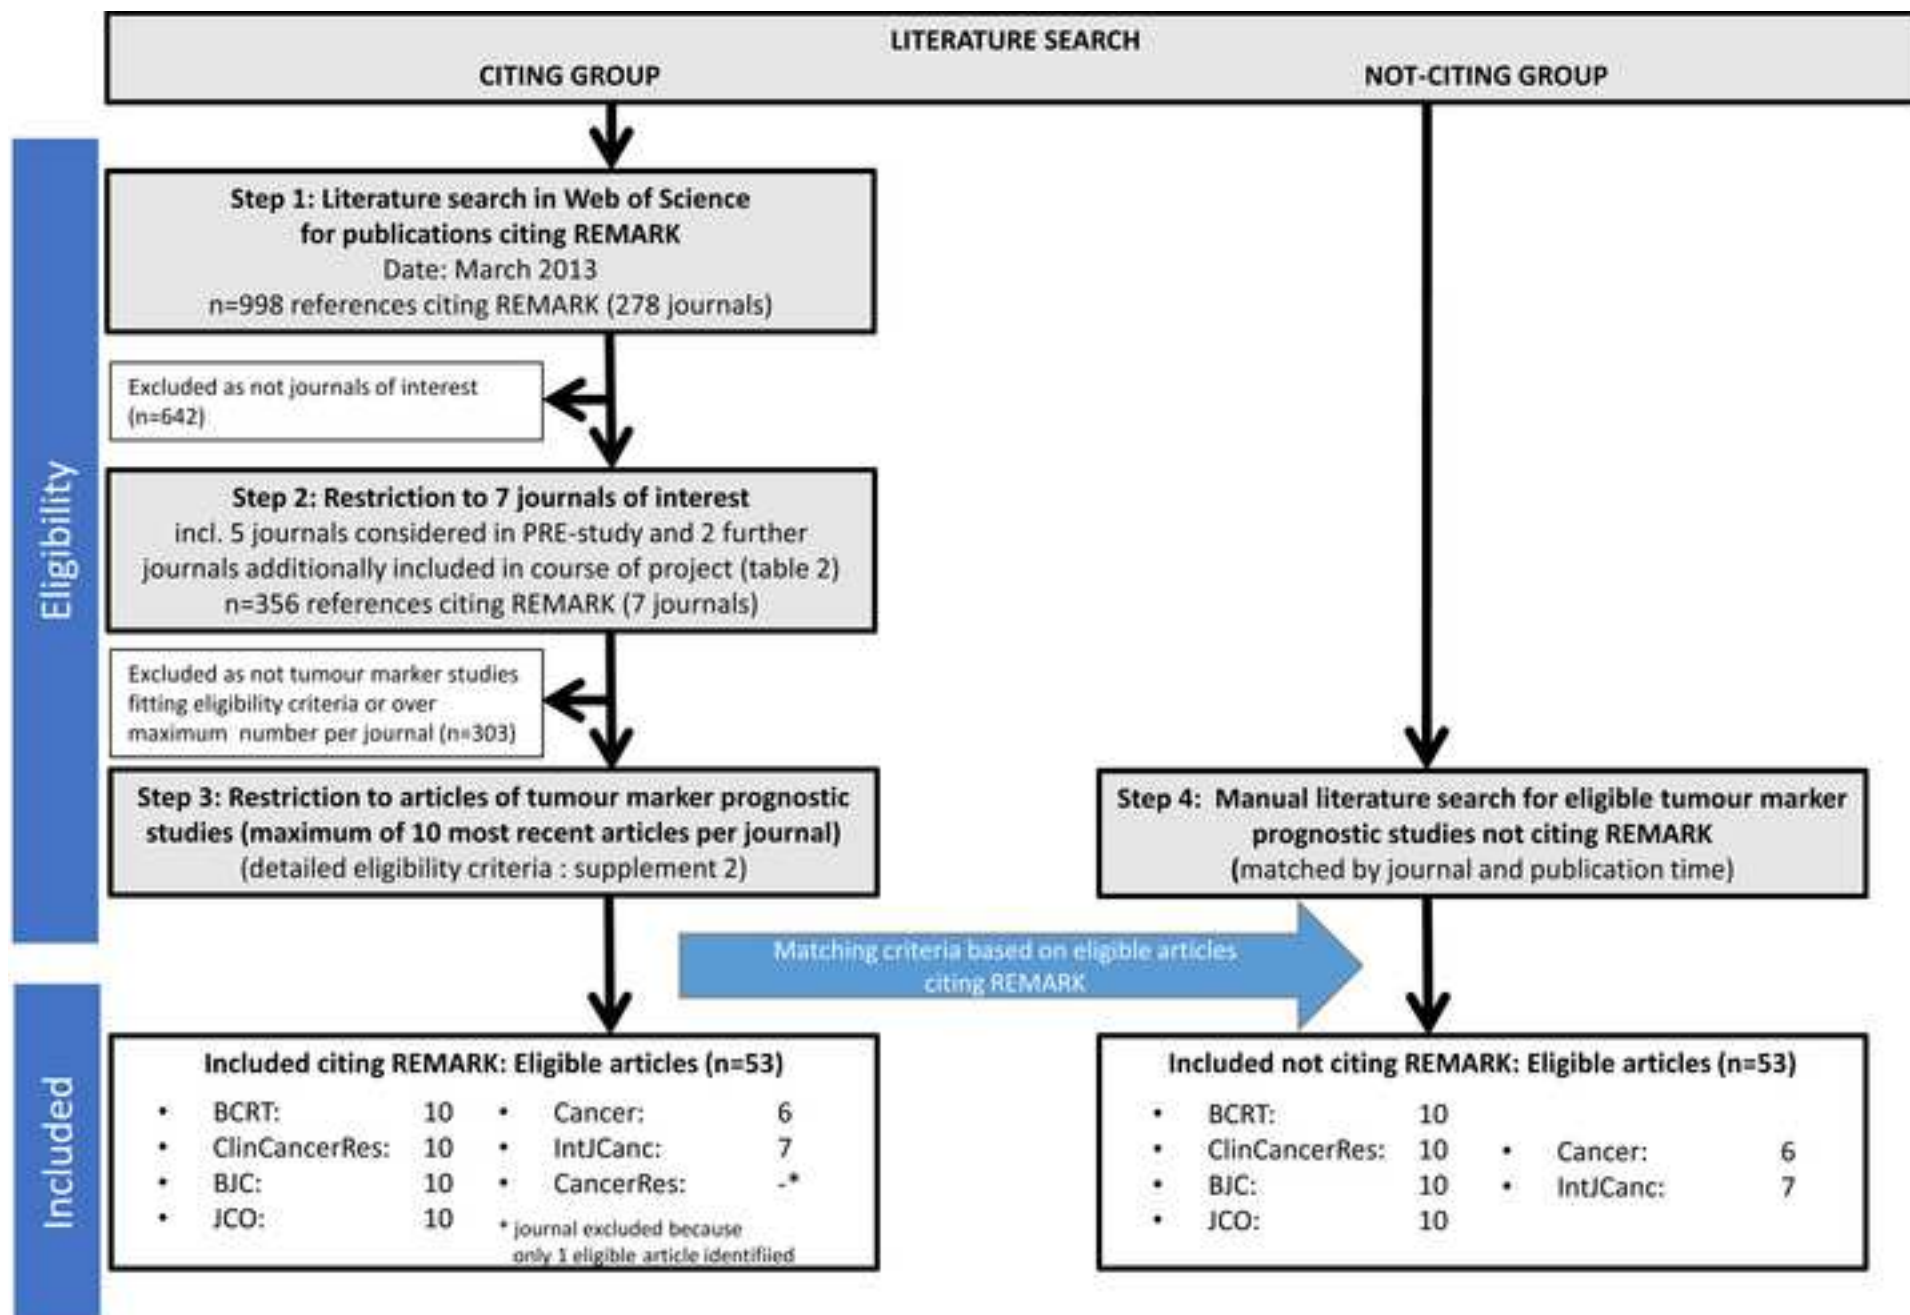 LITERATURE SEARCH
CITING GROUP
NOT-CITING GROUP
Eligibility
Step 1: Literature search in Web of Science
for publications citing REMARK
Date: March 2013
n=998 references citing REMARK (278 journals)
Excluded as not journals of interest
(n=642)
Step 2: Restriction to 7 journals of interest
incl. 5 journals considered in PRE-study and 2 further
journals additionally included in course of project (table 2)
n=356 references citing REMARK (7 journals)
Excluded as not tumour marker studies
fitting eligibility criteria or over
maximum number per journal (n=303)
Step 3: Restriction to articles of tumour marker prognostic
studies (maximum of 10 most recent articles per journal)
(detailed eligibility criteria : supplement 2)
Step 4: Manual literature search for eligible tumour marker
prognostic studies not citing REMARK
(matched by journal and publication time)
Matching criteria based on eligible articles
citing REMARK
Included
Included citing REMARK: Eligible articles (n=53)
• BCRT: 10
• ClinCancerRes: 10
• BJC: 10
• JCO: 10
• Cancer: 6
• IntJCanc: 7
• CancerRes: -*
* journal excluded because
only 1 eligible article identifiied
Included not citing REMARK: Eligible articles (n=53)
• BCRT: 10
• ClinCancerRes: 10
• BJC: 10
• JCO: 10
• Cancer: 6
• IntJCanc: 7